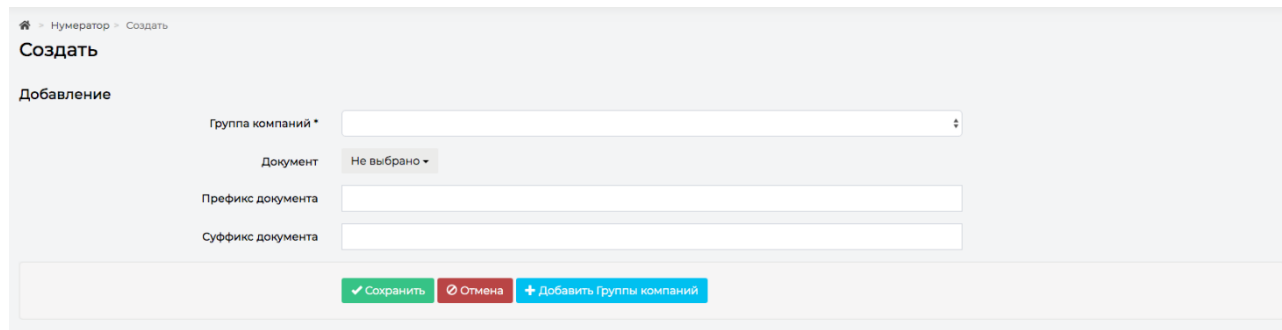 Нумератор Создать
Создать
Добавление
Группа компаний *
Документ Не выбрано
Префикс документа
Суффикс документа
Сохранить Отмена Добавить Группы компаний